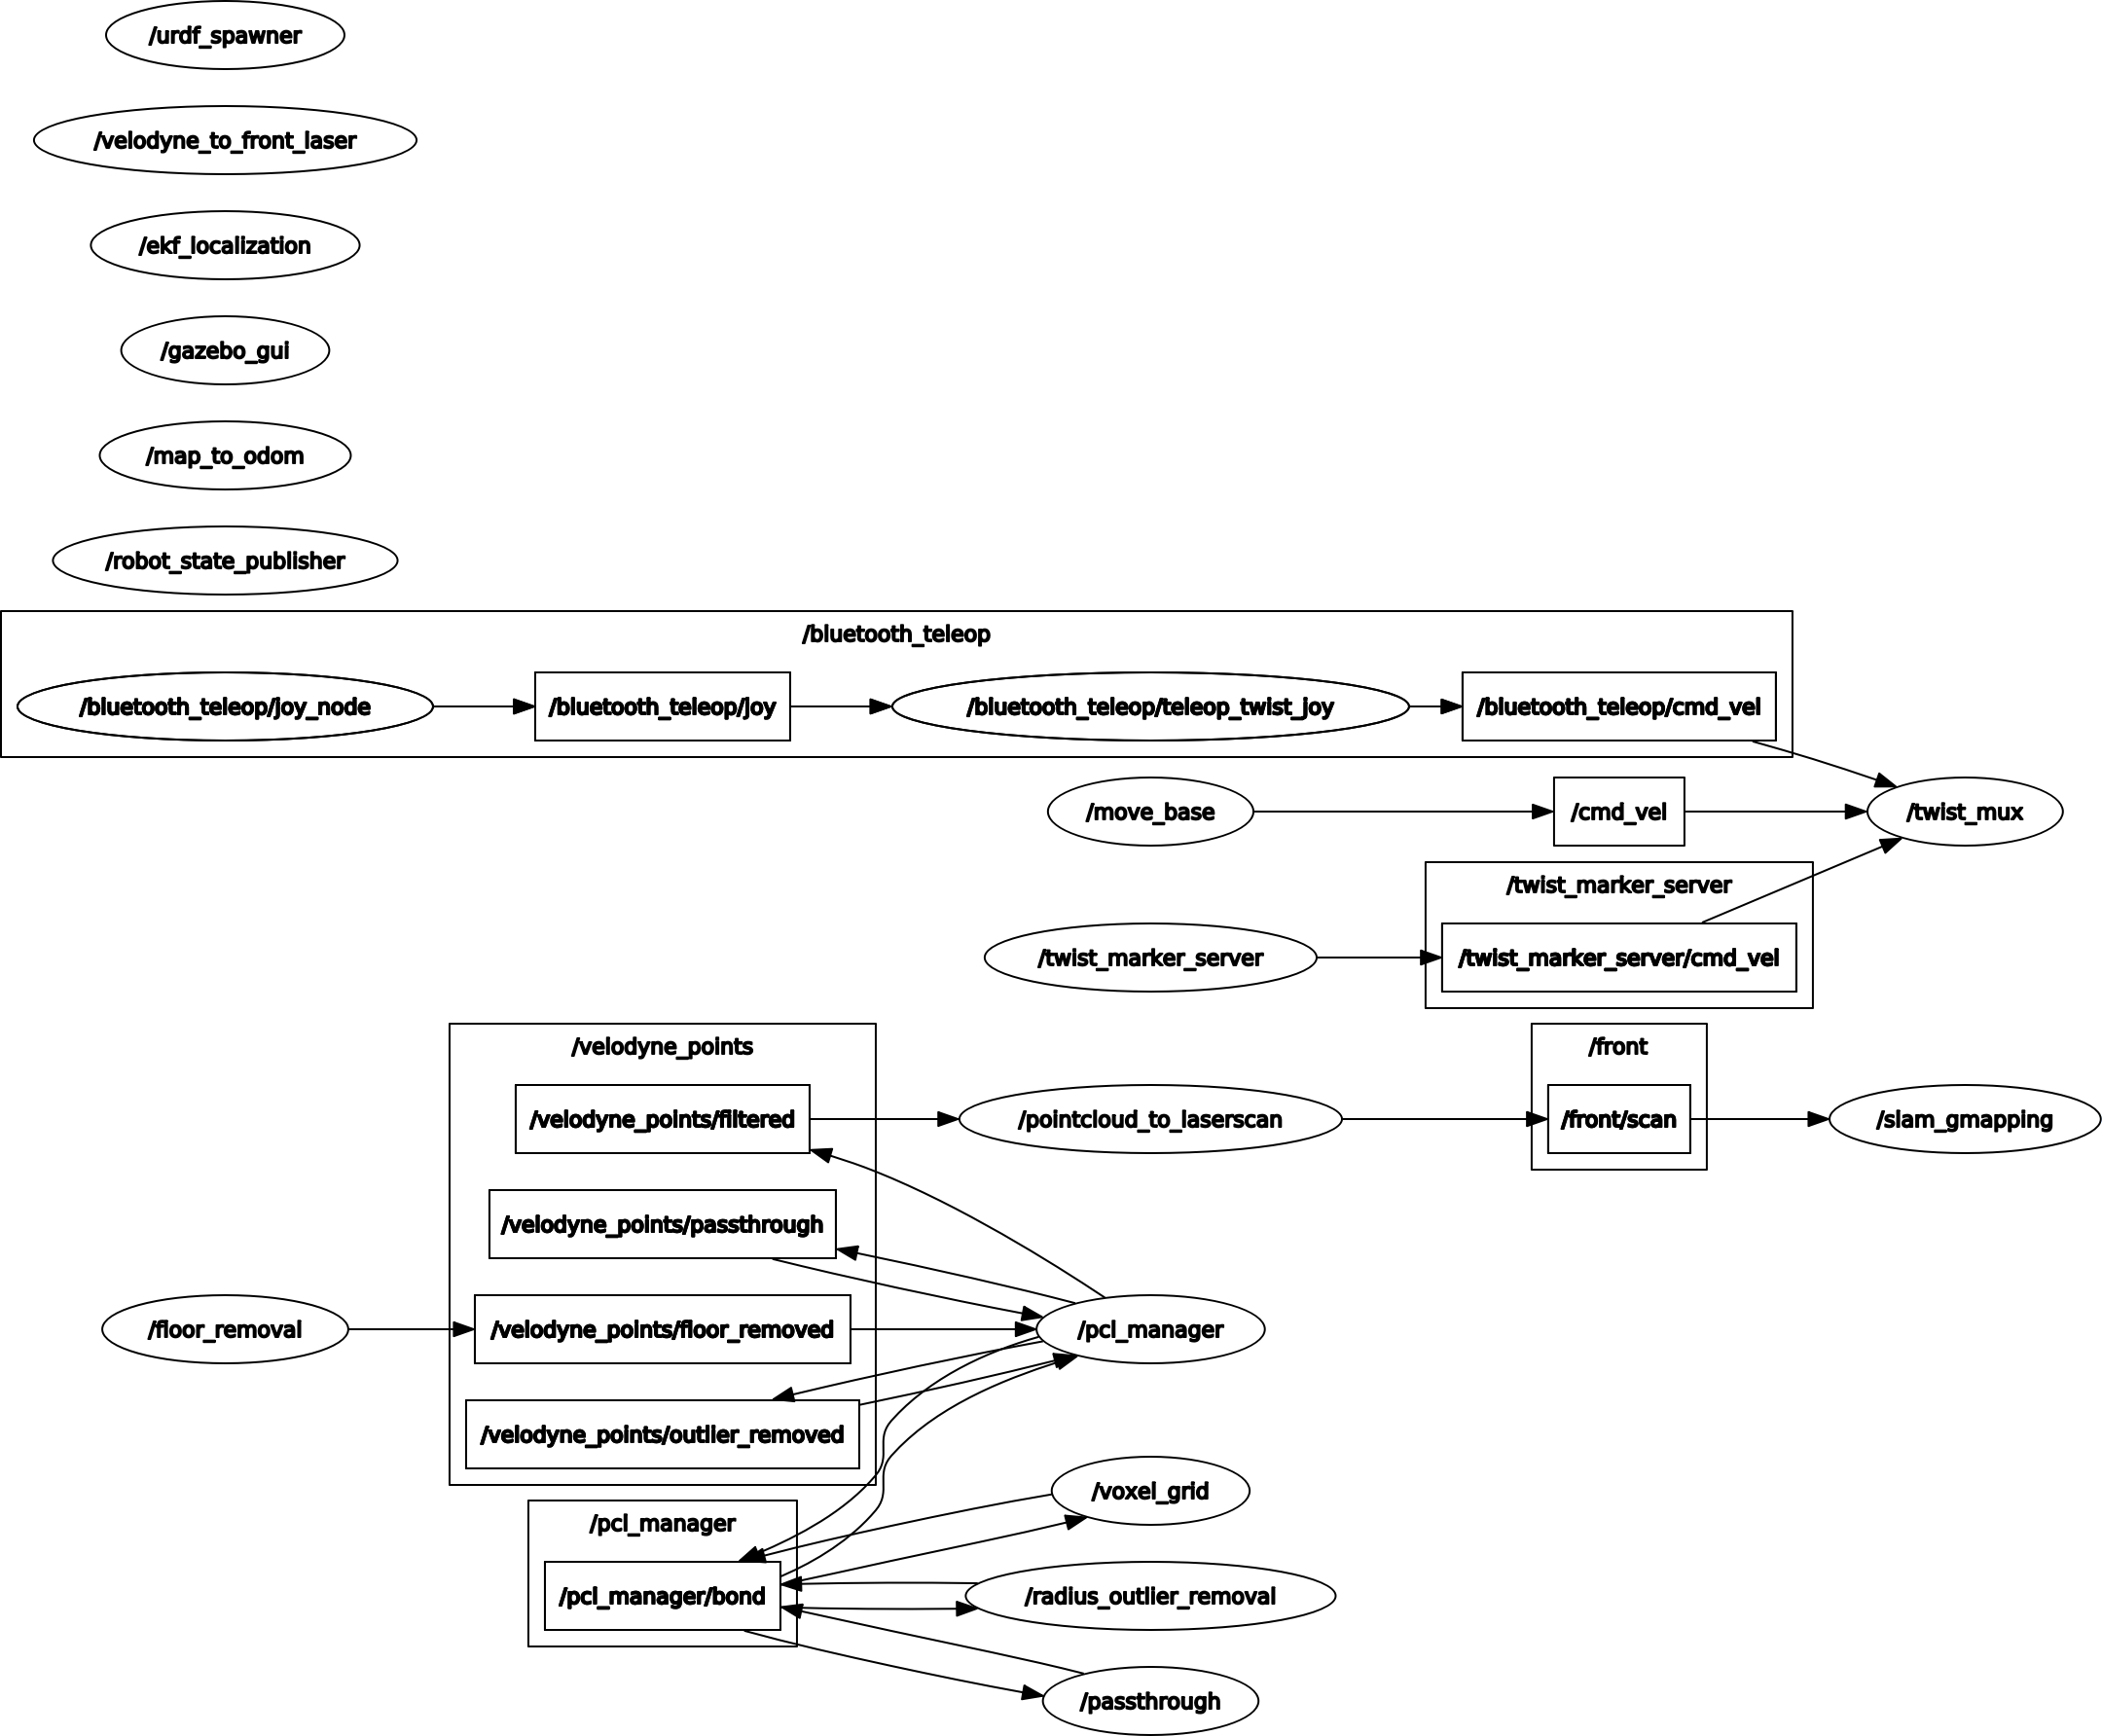 /urdf_spawner
/velodyne_to_front_laser
/ekf_localization
/gazebo_gui
/map_to_odom
/robot_state_publisher
/bluetooth_teleop
/bluetooth_teleop/joy_node
/bluetooth_teleop/joy
/bluetooth_teleop/teleop_twist_joy
/bluetooth_teleop/cmd_vel
/move_base
/cmd_vel
/twist_mux
/twist_marker_server
/twist_marker_server
/twist_marker_server/cmd_vel
/velodyne_points
/front
/velodyne_points/filtered
/pointcloud_to_laserscan
/front/scan
/slam_gmapping
/velodyne_points/passthrough
/floor_removal
/velodyne_points/floor_removed
/pcl_manager
/velodyne_points/outlier_removed
/voxel_grid
/pcl_manager
/pcl_manager/bond
/radius_outlier_removal
/passthrough